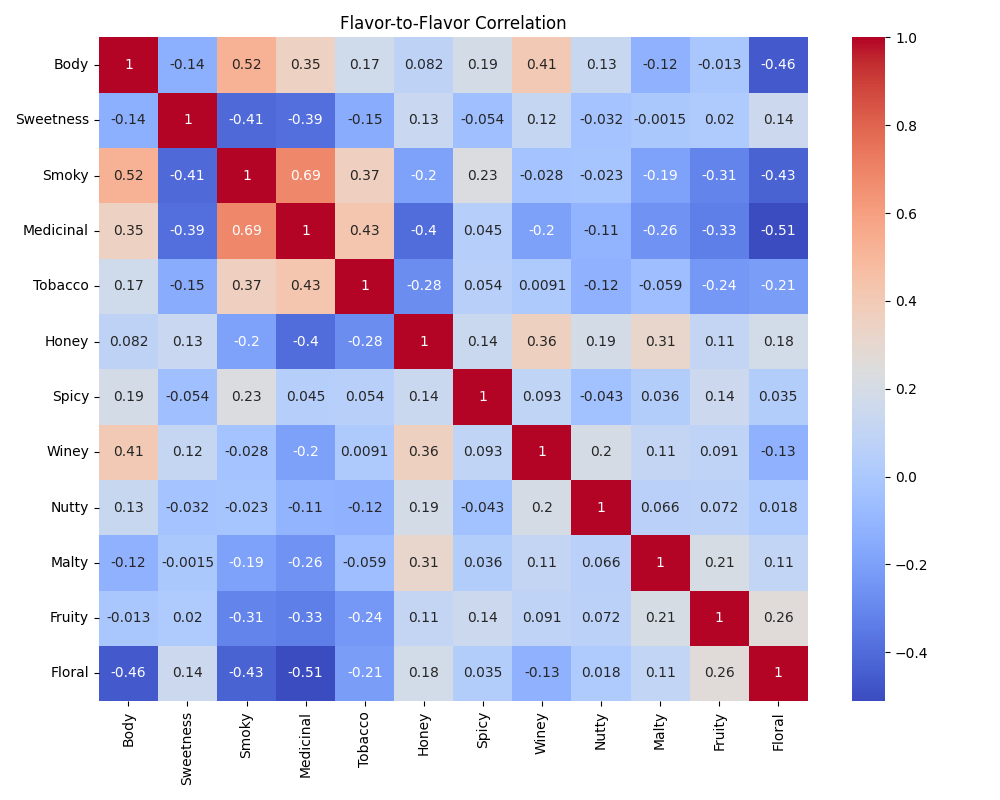 Flavor-to-Flavor Correlation
Body 1 -0.14 0.52 0.35 0.17 0.082 0.19 0.41 0.13 -0.12 -0.013 -0.46
Sweetness -0.14 1 -0.41 -0.39 -0.15 0.13 -0.054 0.12 -0.032 -0.0015 0.02 0.14
Smoky 0.52 -0.41 1 0.69 0.37 -0.2 0.23 -0.028 -0.023 -0.19 -0.31 -0.43
Medicinal 0.35 -0.39 0.69 1 0.43 -0.4 0.045 -0.2 -0.11 -0.26 -0.33 -0.51
Tobacco 0.17 -0.15 0.37 0.43 1 -0.28 0.054 0.0091 -0.12 -0.059 -0.24 -0.21
Honey 0.082 0.13 -0.2 -0.4 -0.28 1 0.14 0.36 0.19 0.31 0.11 0.18
Spicy 0.19 -0.054 0.23 0.045 0.054 0.14 1 0.093 -0.043 0.036 0.14 0.035
Winey 0.41 0.12 -0.028 -0.2 0.0091 0.36 0.093 1 0.2 0.11 0.091 -0.13
Nutty 0.13 -0.032 -0.023 -0.11 -0.12 0.19 -0.043 0.2 1 0.066 0.072 0.018
Malty -0.12 -0.0015 -0.19 -0.26 -0.059 0.31 0.036 0.11 0.066 1 0.21 0.11
Fruity -0.013 0.02 -0.31 -0.33 -0.24 0.11 0.14 0.091 0.072 0.21 1 0.26
Floral -0.46 0.14 -0.43 -0.51 -0.21 0.18 0.035 -0.13 0.018 0.11 0.26 1
Body Sweetness Smoky Medicinal Tobacco Honey Spicy Winey Nutty Malty Fruity Floral
1.0
0.8
0.6
0.4
0.2
0.0
−0.2
−0.4